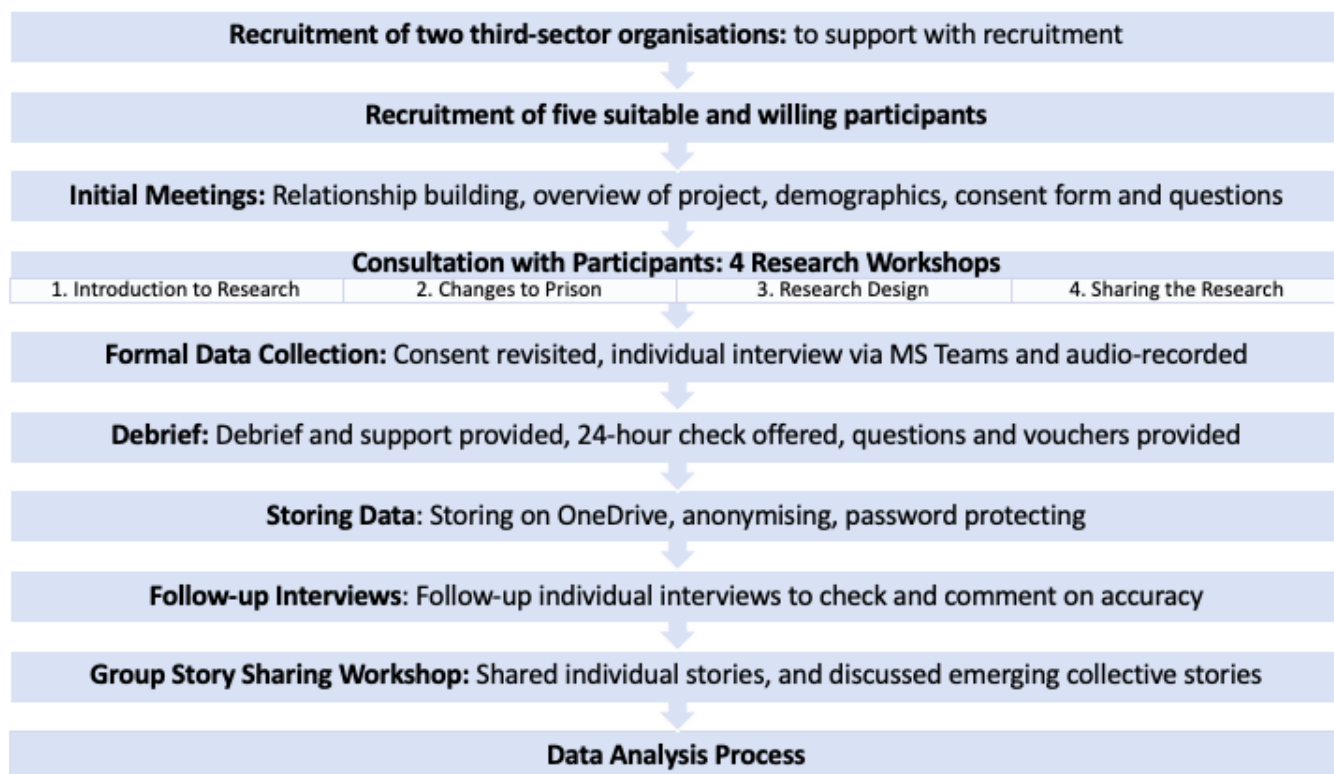 Recruitment of two third-sector organisations: to support with recruitment
Recruitment of five suitable and willing participants
Initial Meetings: Relationship building, overview of project, demographics, consent form and questions
Consultation with Participants: 4 Research Workshops
1. Introduction to Research
2. Changes to Prison
3. Research Design
4. Sharing the Research
Formal Data Collection: Consent revisited, individual interview via MS Teams and audio-recorded
Debrief: Debrief and support provided, 24-hour check offered, questions and vouchers provided
Storing Data: Storing on OneDrive, anonymising, password protecting
Follow-up Interviews: Follow-up individual interviews to check and comment on accuracy
Group Story Sharing Workshop: Shared individual stories, and discussed emerging collective stories
Data Analysis Process